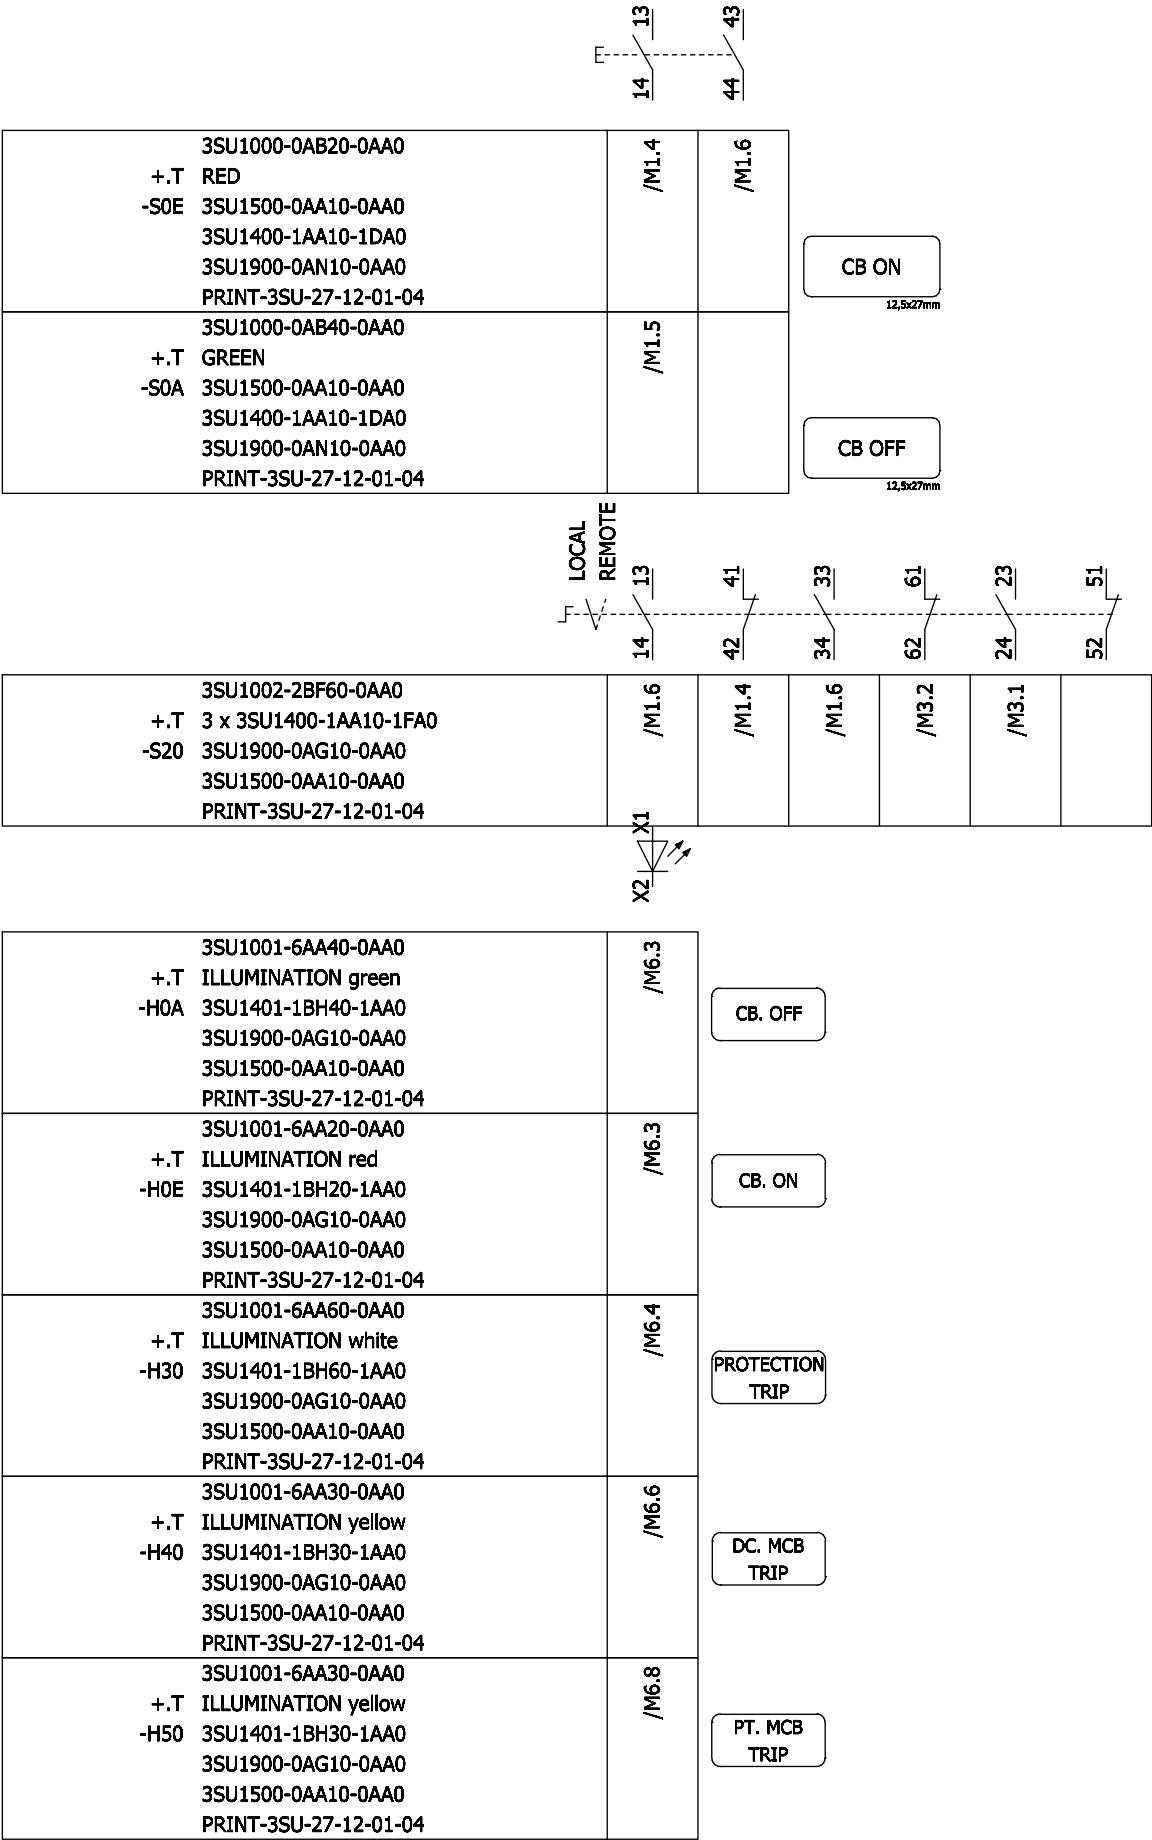 13
14
43
44
3SU1000-0AB20-0AA0
+.T RED
-S0E 3SU1500-0AA10-0AA0
3SU1400-1AA10-1DA0
3SU1900-0AN10-0AA0
PRINT-3SU-27-12-01-04
/M1.4
/M1.6
CB ON
12,5x27mm
3SU1000-0AB40-0AA0
+.T GREEN
-S0A 3SU1500-0AA10-0AA0
3SU1400-1AA10-1DA0
3SU1900-0AN10-0AA0
PRINT-3SU-27-12-01-04
/M1.5
CB OFF
12,5x27mm
LOCAL
REMOTE
13
14
41
42
33
34
61
62
23
24
51
52
3SU1002-2BF60-0AA0
+.T 3 x 3SU1400-1AA10-1FA0
-S20 3SU1900-0AG10-0AA0
3SU1500-0AA10-0AA0
PRINT-3SU-27-12-01-04
/M1.6
/M1.4
/M1.6
/M3.2
/M3.1
X1
X2
3SU1001-6AA40-0AA0
+.T ILLUMINATION green
-H0A 3SU1401-1BH40-1AA0
3SU1900-0AG10-0AA0
3SU1500-0AA10-0AA0
PRINT-3SU-27-12-01-04
/M6.3
CB. OFF
3SU1001-6AA20-0AA0
+.T ILLUMINATION red
-H0E 3SU1401-1BH20-1AA0
3SU1900-0AG10-0AA0
3SU1500-0AA10-0AA0
PRINT-3SU-27-12-01-04
/M6.3
CB. ON
3SU1001-6AA60-0AA0
+.T ILLUMINATION white
-H30 3SU1401-1BH60-1AA0
3SU1900-0AG10-0AA0
3SU1500-0AA10-0AA0
PRINT-3SU-27-12-01-04
/M6.4
PROTECTION
TRIP
3SU1001-6AA30-0AA0
+.T ILLUMINATION yellow
-H40 3SU1401-1BH30-1AA0
3SU1900-0AG10-0AA0
3SU1500-0AA10-0AA0
PRINT-3SU-27-12-01-04
/M6.6
DC. MCB
TRIP
3SU1001-6AA30-0AA0
+.T ILLUMINATION yellow
-H50 3SU1401-1BH30-1AA0
3SU1900-0AG10-0AA0
3SU1500-0AA10-0AA0
PRINT-3SU-27-12-01-04
/M6.8
PT. MCB
TRIP